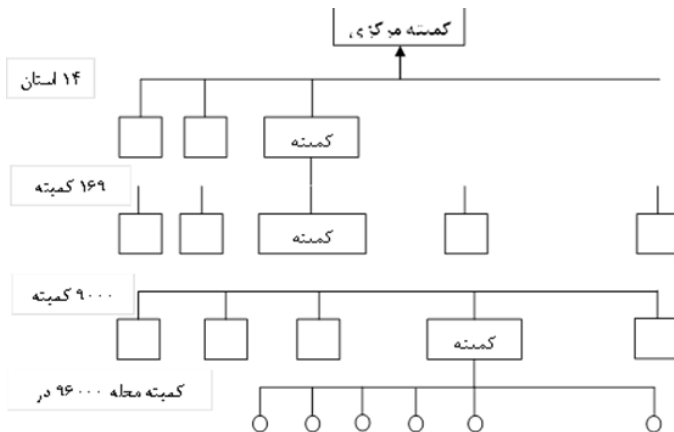 کمیته مرکزی
۱۴ استان
کمیته
۱۶۹ کمیته
کمیته
۹۰۰۰ کمیته
کمیته
کمیته محله ۹۶۰۰۰ در